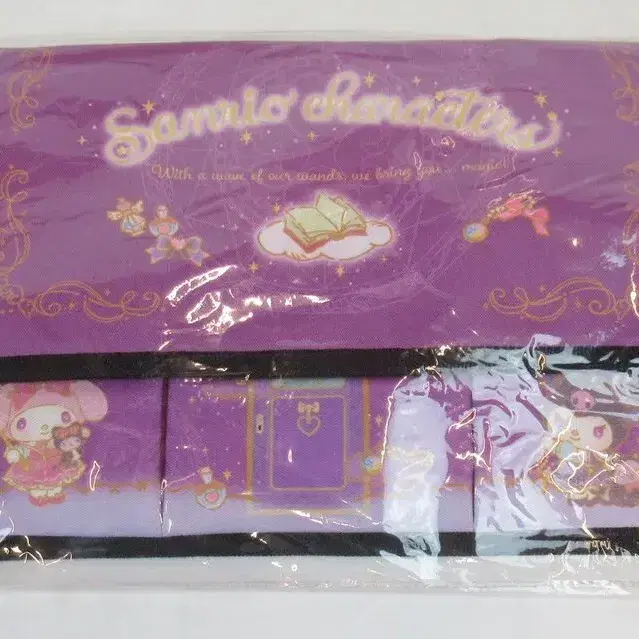 Sanrio characters
With a wave of our wands, we bring you... magic!